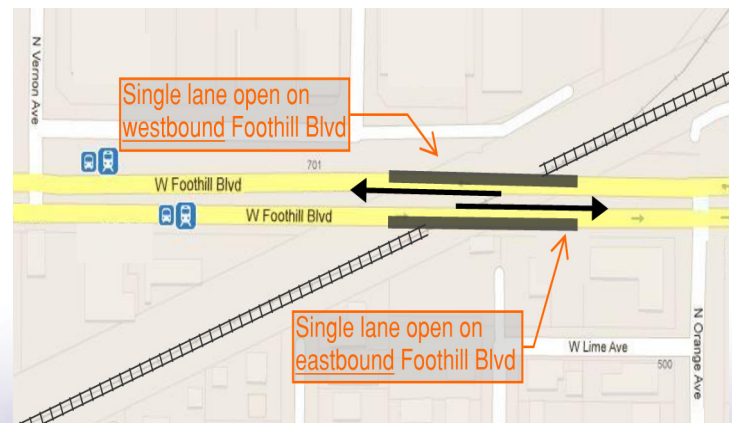 N Vernon Ave
Single lane open on
westbound Foothill Blvd
701
W Foothill Blvd
W Foothill Blvd
Single lane open on
eastbound Foothill Blvd
W Lime Ave
500
N Orange Ave